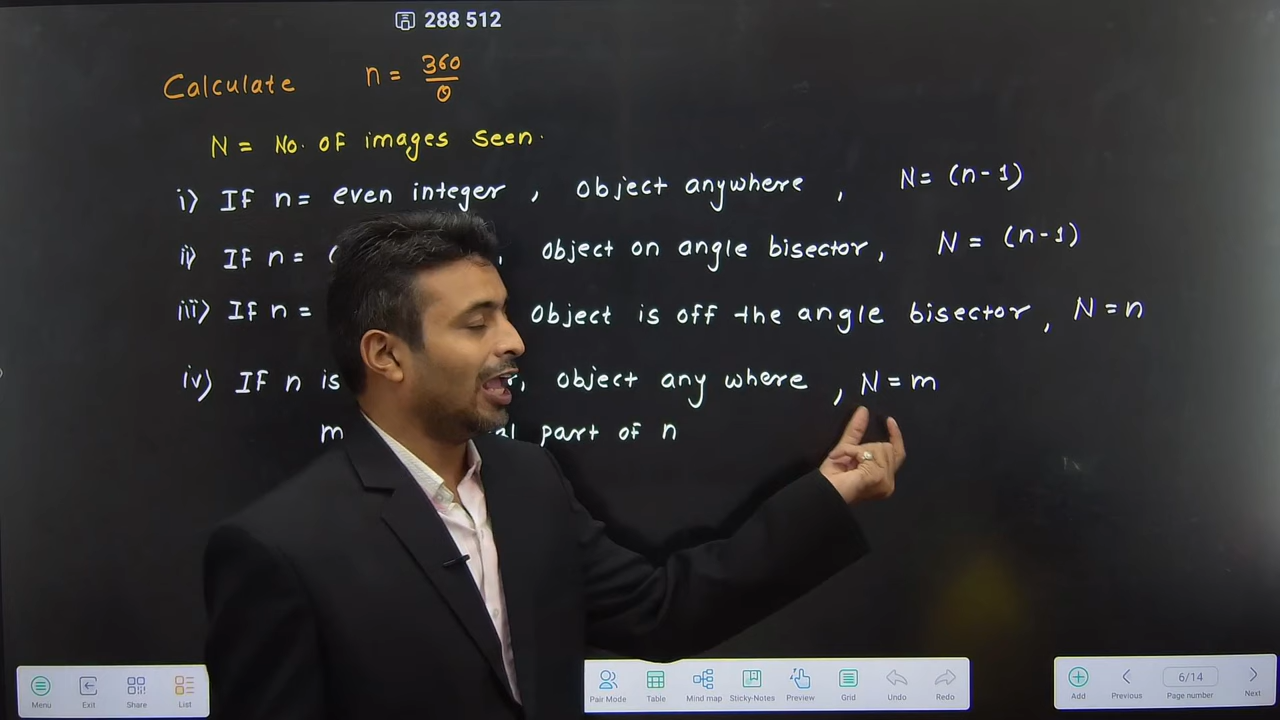 288 512
Calculate n = 360/θ
N = No. of images seen.
i) If n = even integer , object anywhere , N = (n-1)
ii) If n = , object on angle bisector, N = (n-1)
iii) If n = object is off the angle bisector, N = n
iv) If n is object any where , N = m
m part of n
Menu Exit Share List Pair Mode Table Mind map Sticky-Notes Preview Grid Undo Redo Add Previous 6/14 Page number Next